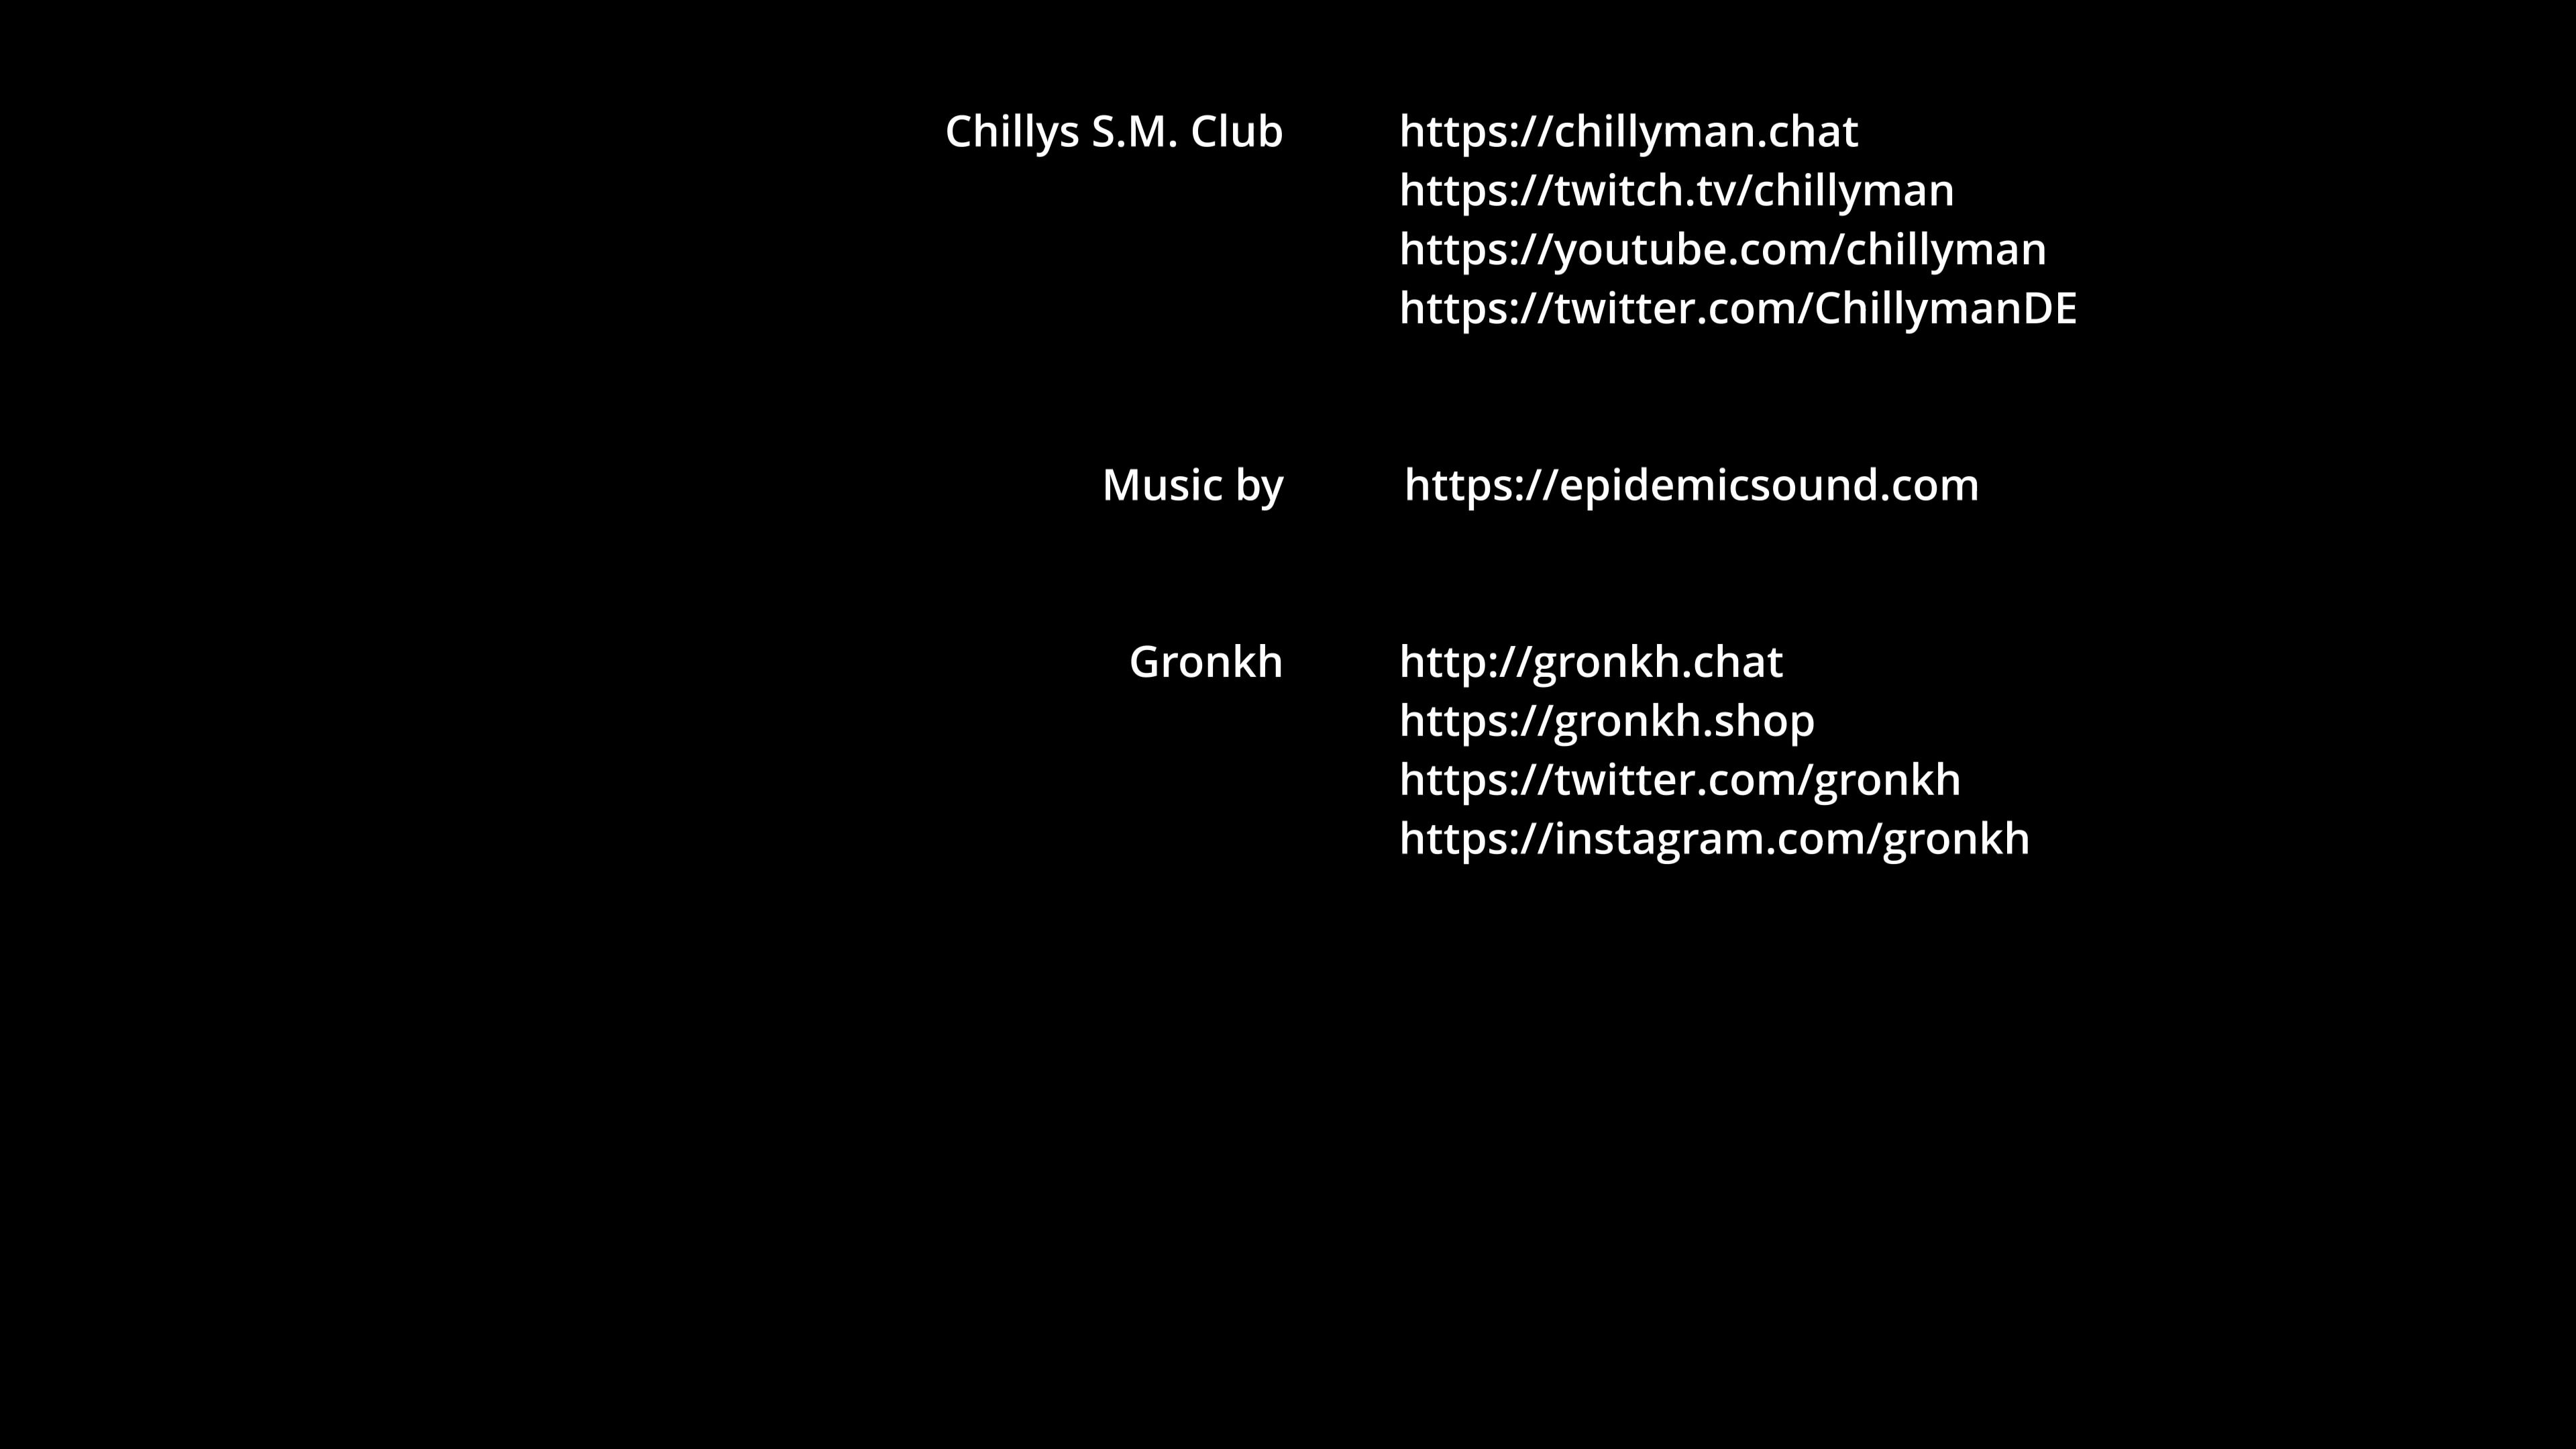 Chillys S.M. Club https://chillyman.chat
https://twitch.tv/chillyman
https://youtube.com/chillyman
https://twitter.com/ChillymanDE
Music by https://epidemicsound.com
Gronkh http://gronkh.chat
https://gronkh.shop
https://twitter.com/gronkh
https://instagram.com/gronkh